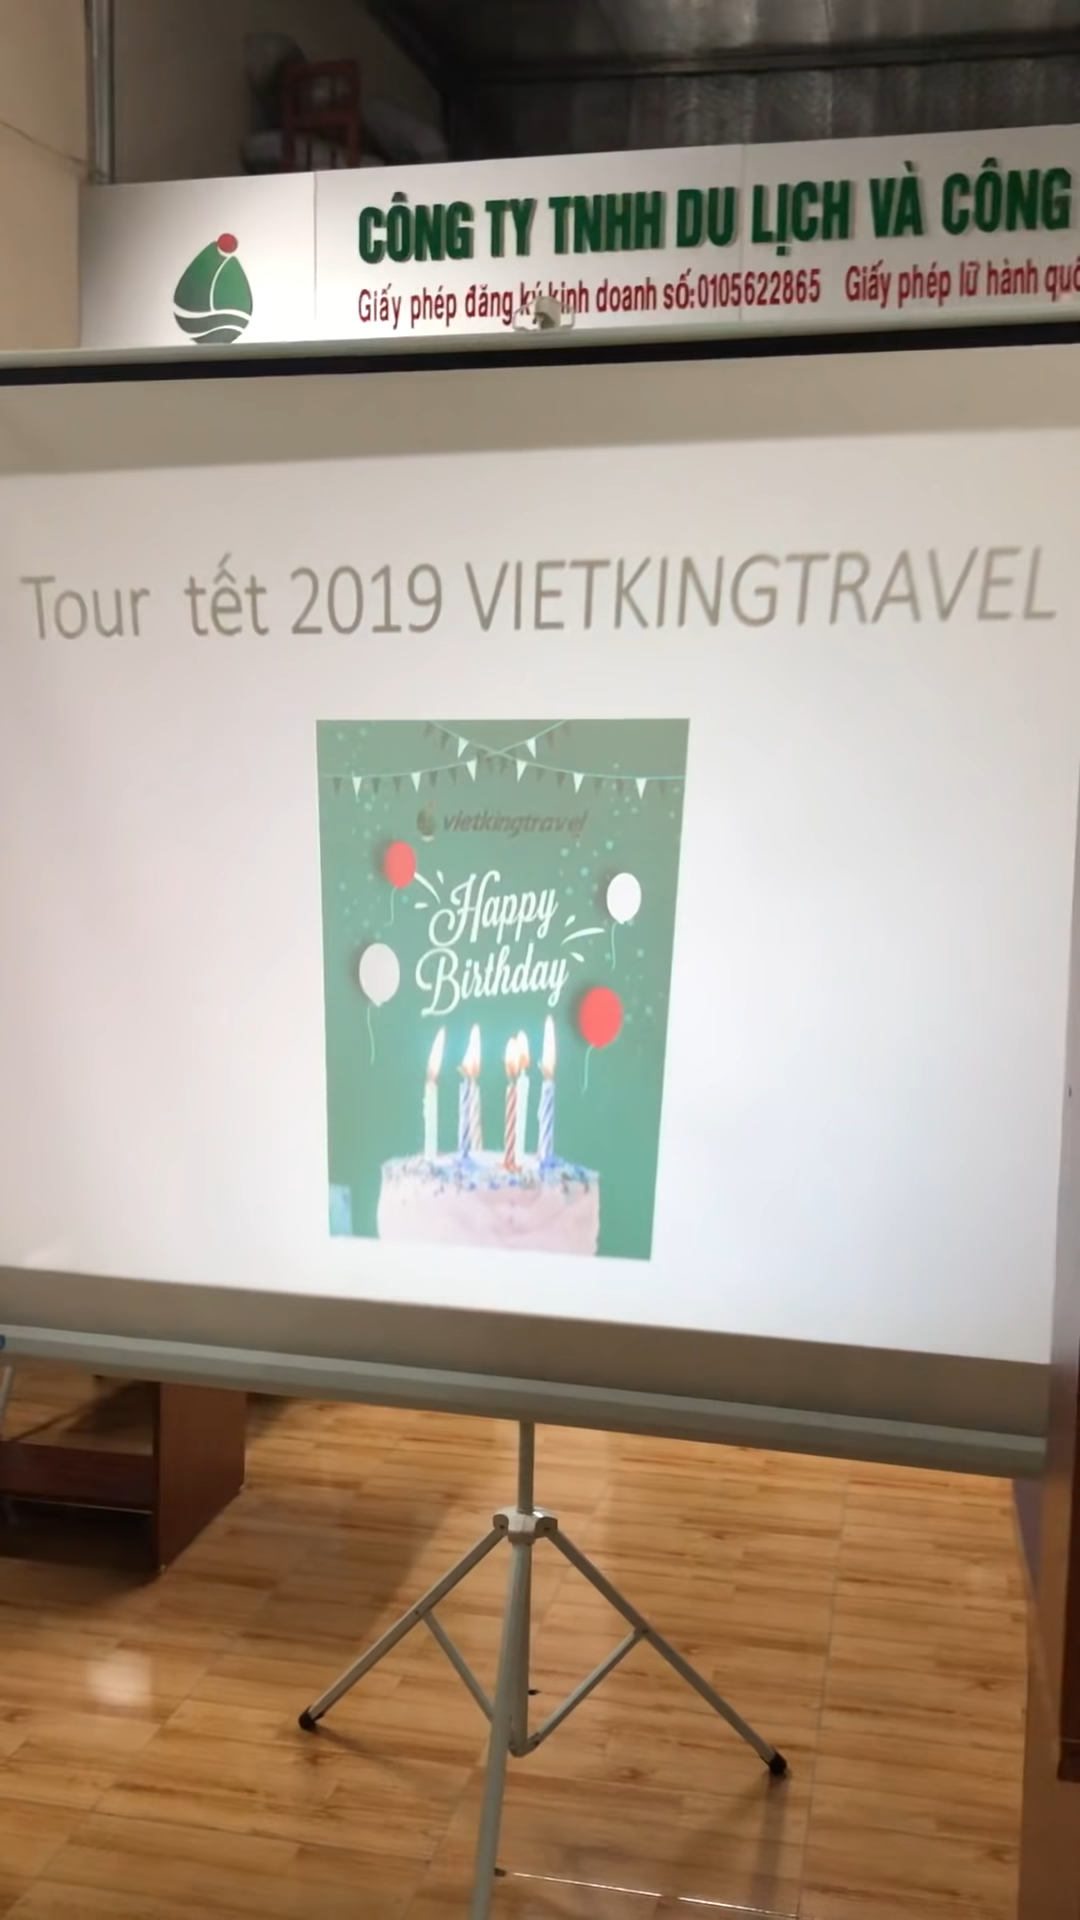 CÔNG TY TNHH DU LỊCH VÀ CÔNG
Giấy phép đăng ký kinh doanh số:0105622865 Giấy phép lữ hành quố
Tour tết 2019 VIETKINGTRAVEL
vietkingtravel
Happy
Birthday